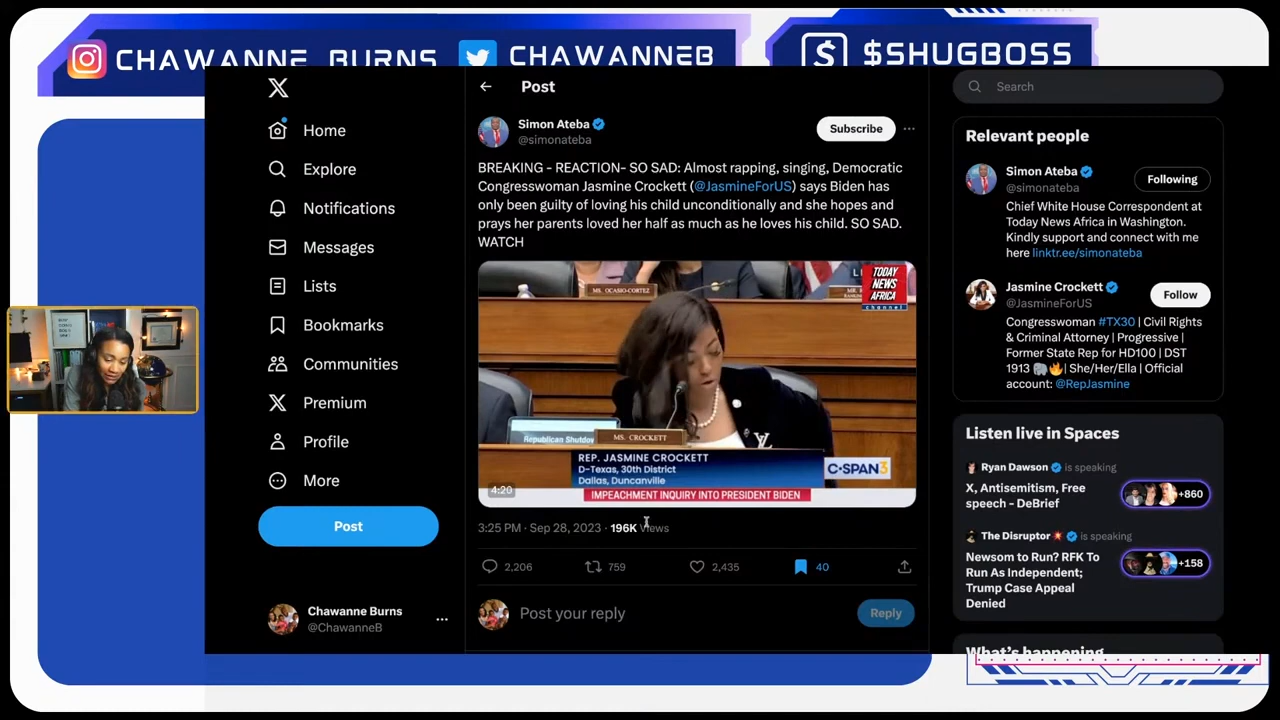 CHAWANNE BURNS
CHAWANNEB
$SHUGBOSS
Post
Search
Home
Explore
Notifications
Messages
Lists
Bookmarks
Communities
Premium
Profile
More
Post
Chawanne Burns
@ChawanneB
Simon Ateba
@simonateba
Subscribe
BREAKING - REACTION- SO SAD: Almost rapping, singing, Democratic
Congresswoman Jasmine Crockett (@JasmineForUS) says Biden has
only been guilty of loving his child unconditionally and she hopes and
prays her parents loved her half as much as he loves his child. SO SAD.
WATCH
MS. OCASIO-CORTEZ
TODAY
NEWS
AFRICA
channel
Republican Shutdow
MS. CROCKETT
REP. JASMINE CROCKETT
D-Texas, 30th District
Dallas, Duncanville
C-SPAN3
IMPEACHMENT INQUIRY INTO PRESIDENT BIDEN
4:20
3:25 PM · Sep 28, 2023 · 196K Views
2,206
759
2,435
40
Post your reply
Reply
Relevant people
Simon Ateba
@simonateba
Following
Chief White House Correspondent at
Today News Africa in Washington.
Kindly support and connect with me
here linktr.ee/simonateba
Jasmine Crockett
@JasmineForUS
Follow
Congresswoman #TX30 | Civil Rights
& Criminal Attorney | Progressive |
Former State Rep for HD100 | DST
1913 🐘🔥| She/Her/Ella | Official
account: @RepJasmine
Listen live in Spaces
Ryan Dawson is speaking
X, Antisemitism, Free
speech - DeBrief
+860
The Disruptor is speaking
Newsom to Run? RFK To
Run As Independent;
Trump Case Appeal
Denied
+158
What's happening